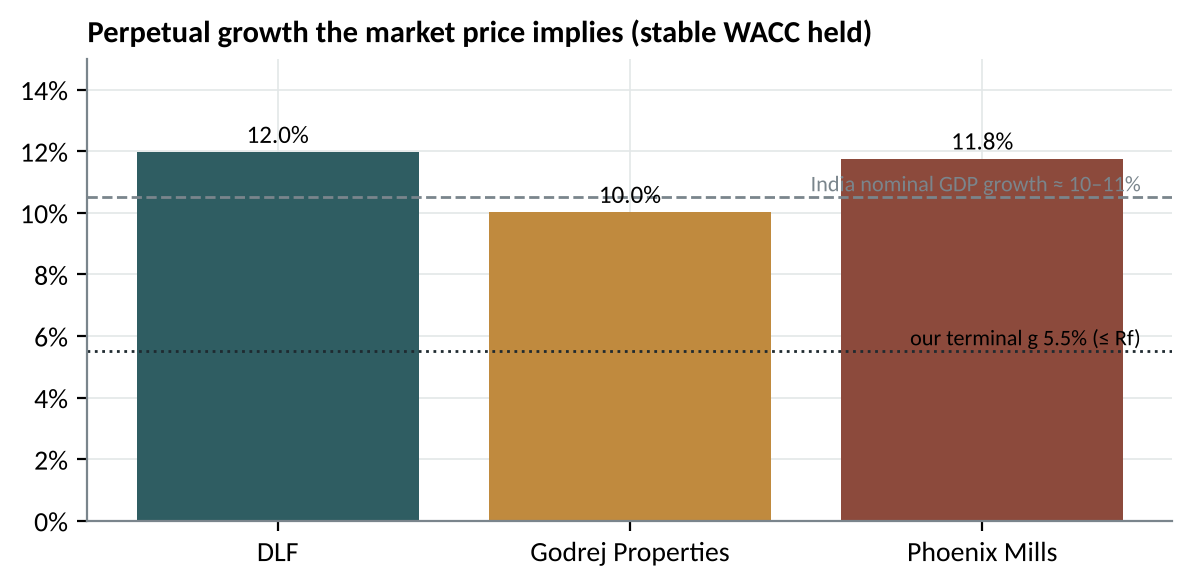 Perpetual growth the market price implies (stable WACC held)
14%
12%
10%
8%
6%
4%
2%
0%
12.0%
10.0%
11.8%
India nominal GDP growth ≈ 10–11%
our terminal g 5.5% (≤ Rf)
DLF
Godrej Properties
Phoenix Mills